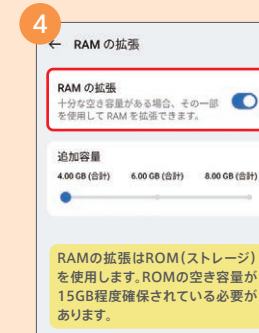 4
← RAM の拡張
RAM の拡張
十分な空き容量がある場合、その一部
を使用して RAM を拡張できます。
追加容量
4.00 GB (合計) 6.00 GB (合計) 8.00 GB (合計)
RAMの拡張はROM(ストレージ)
を使用します。ROMの空き容量が
15GB程度確保されている必要が
あります。